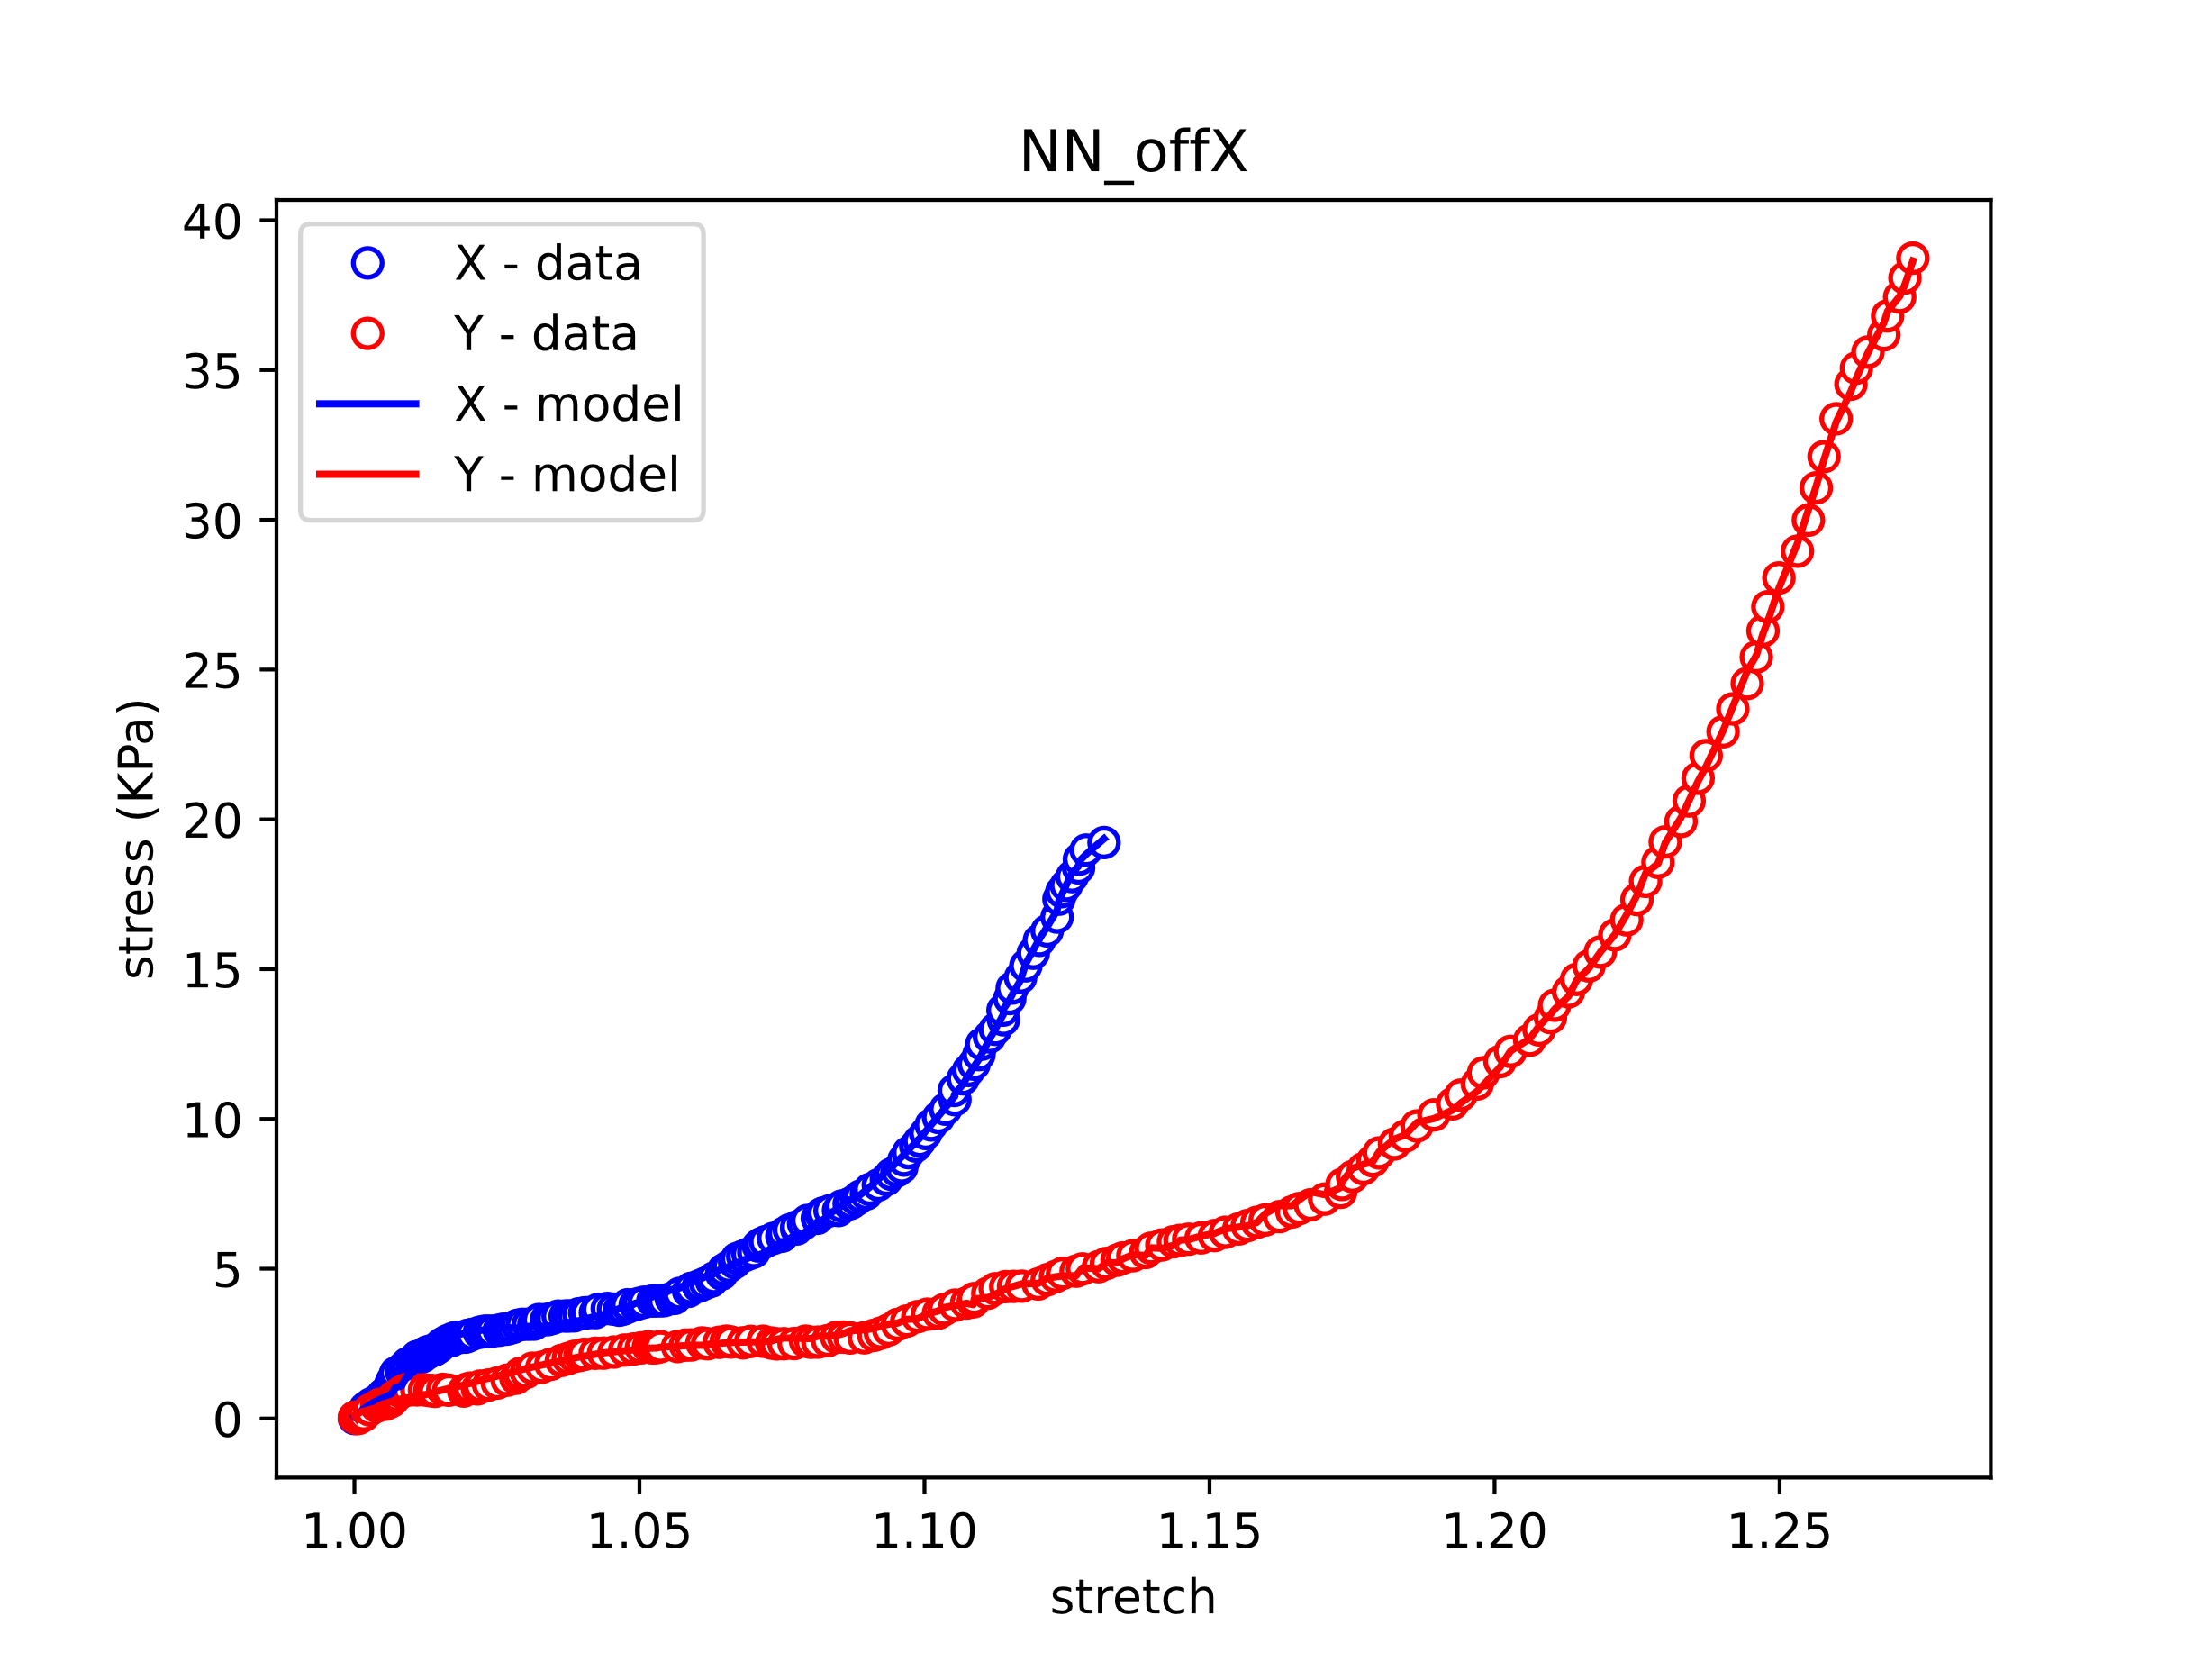 NN_offX
40
35
30
25
20
15
10
5
0
stress (KPa)
X - data
Y - data
X - model
Y - model
1.00 1.05 1.10 1.15 1.20 1.25
stretch